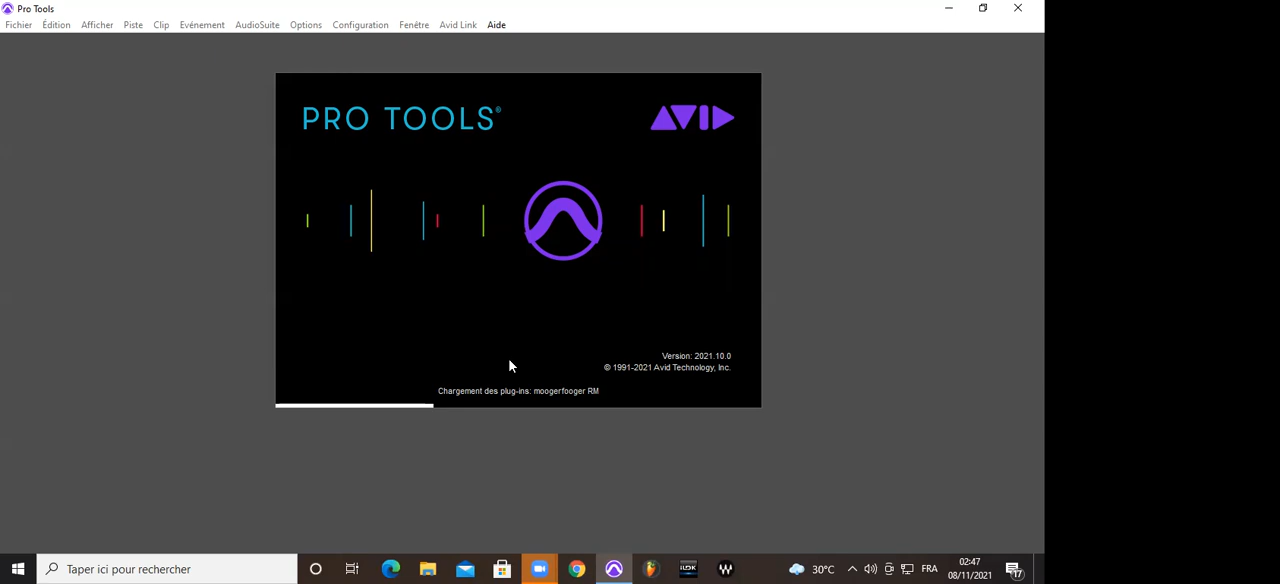 Pro Tools
Fichier Édition Afficher Piste Clip Evénement AudioSuite Options Configuration Fenêtre Avid Link Aide
PRO TOOLS®
AVID
Version: 2021.10.0
© 1991-2021 Avid Technology, Inc.
Chargement des plug-ins: moogerfooger RM
Taper ici pour rechercher
30°C
FRA
02:47
08/11/2021
17